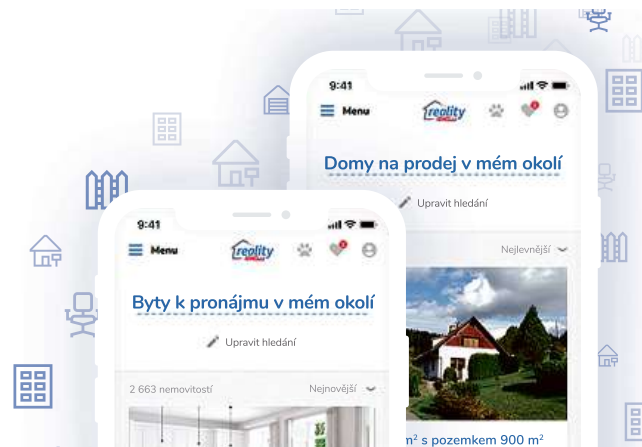 9:41
Menu
reality
Domy na prodej v mém okolí
Upravit hledání
Nejlevnější
m² s pozemkem 900 m²
9:41
Menu
reality
Byty k pronájmu v mém okolí
Upravit hledání
2 663 nemovitostí
Nejnovější